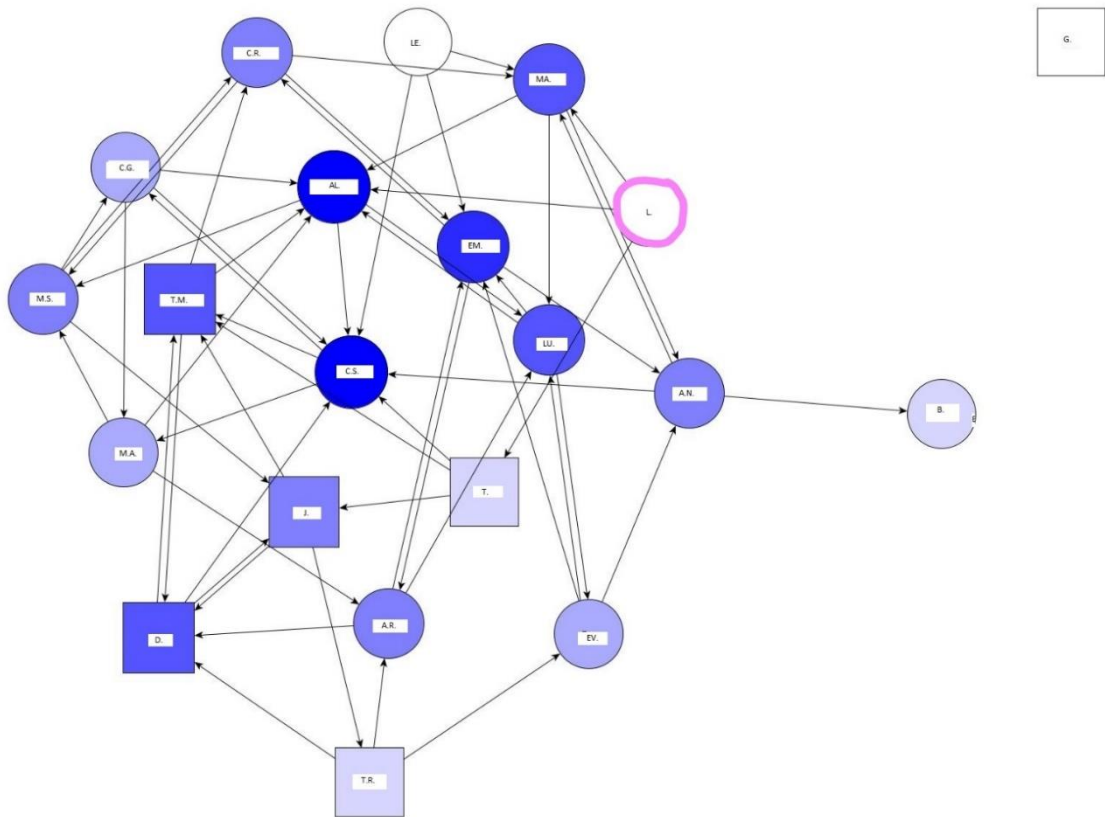 C.R.
LE.
G.
MA.
C.G.
AL.
L.
EM.
M.S.
T.M.
LU.
C.S.
A.N.
B.
M.A.
T.
J.
A.R.
D.
EV.
T.R.